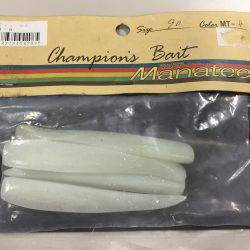 Size 90 Color MT-4
Champion's Bait
Manatee